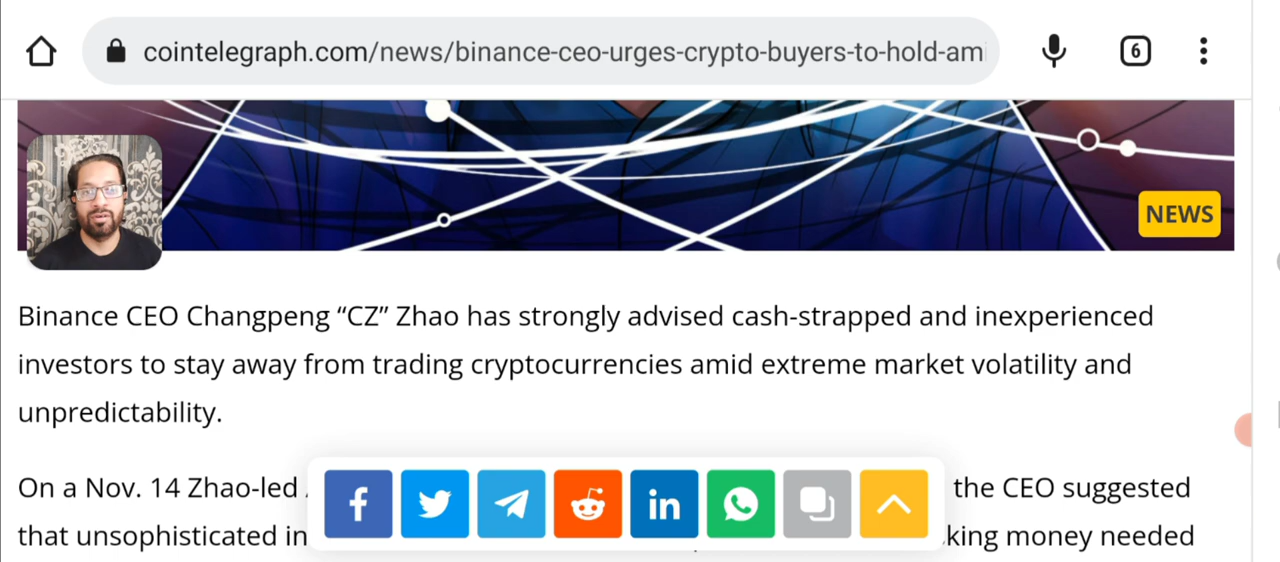 cointelegraph.com/news/binance-ceo-urges-crypto-buyers-to-hold-am
6
NEWS
Binance CEO Changpeng “CZ” Zhao has strongly advised cash-strapped and inexperienced
investors to stay away from trading cryptocurrencies amid extreme market volatility and
unpredictability.
On a Nov. 14 Zhao-led the CEO suggested
that unsophisticated in king money needed